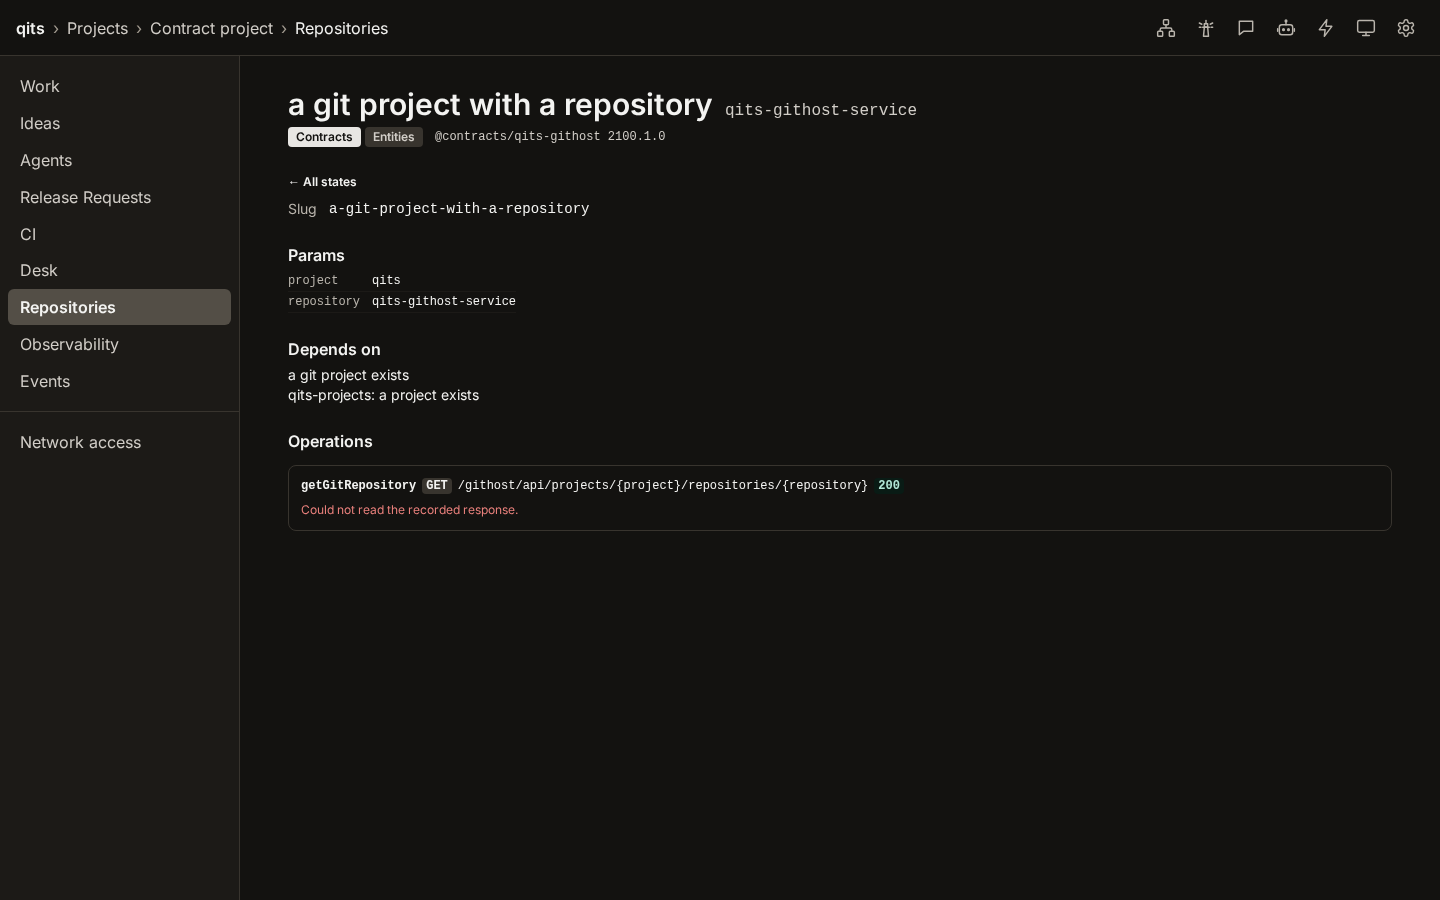 qits › Projects › Contract project › Repositories
Work
Ideas
Agents
Release Requests
CI
Desk
Repositories
Observability
Events
Network access
a git project with a repository qits-githost-service
Contracts Entities @contracts/qits-githost 2100.1.0
← All states
Slug a-git-project-with-a-repository
Params
project qits
repository qits-githost-service
Depends on
a git project exists
qits-projects: a project exists
Operations
getGitRepository GET /githost/api/projects/{project}/repositories/{repository} 200
Could not read the recorded response.